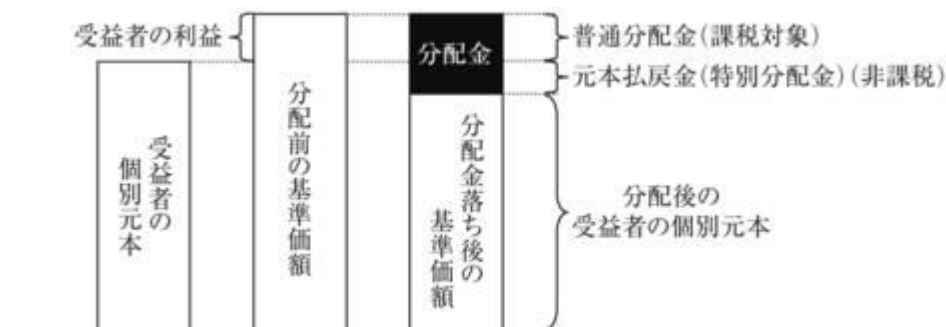 受益者の利益
受益者の
個別元本
分配前の基準価額
分配金
分配金落ち後の
基準価額
普通分配金(課税対象)
元本払戻金(特別分配金)(非課税)
分配後の
受益者の個別元本